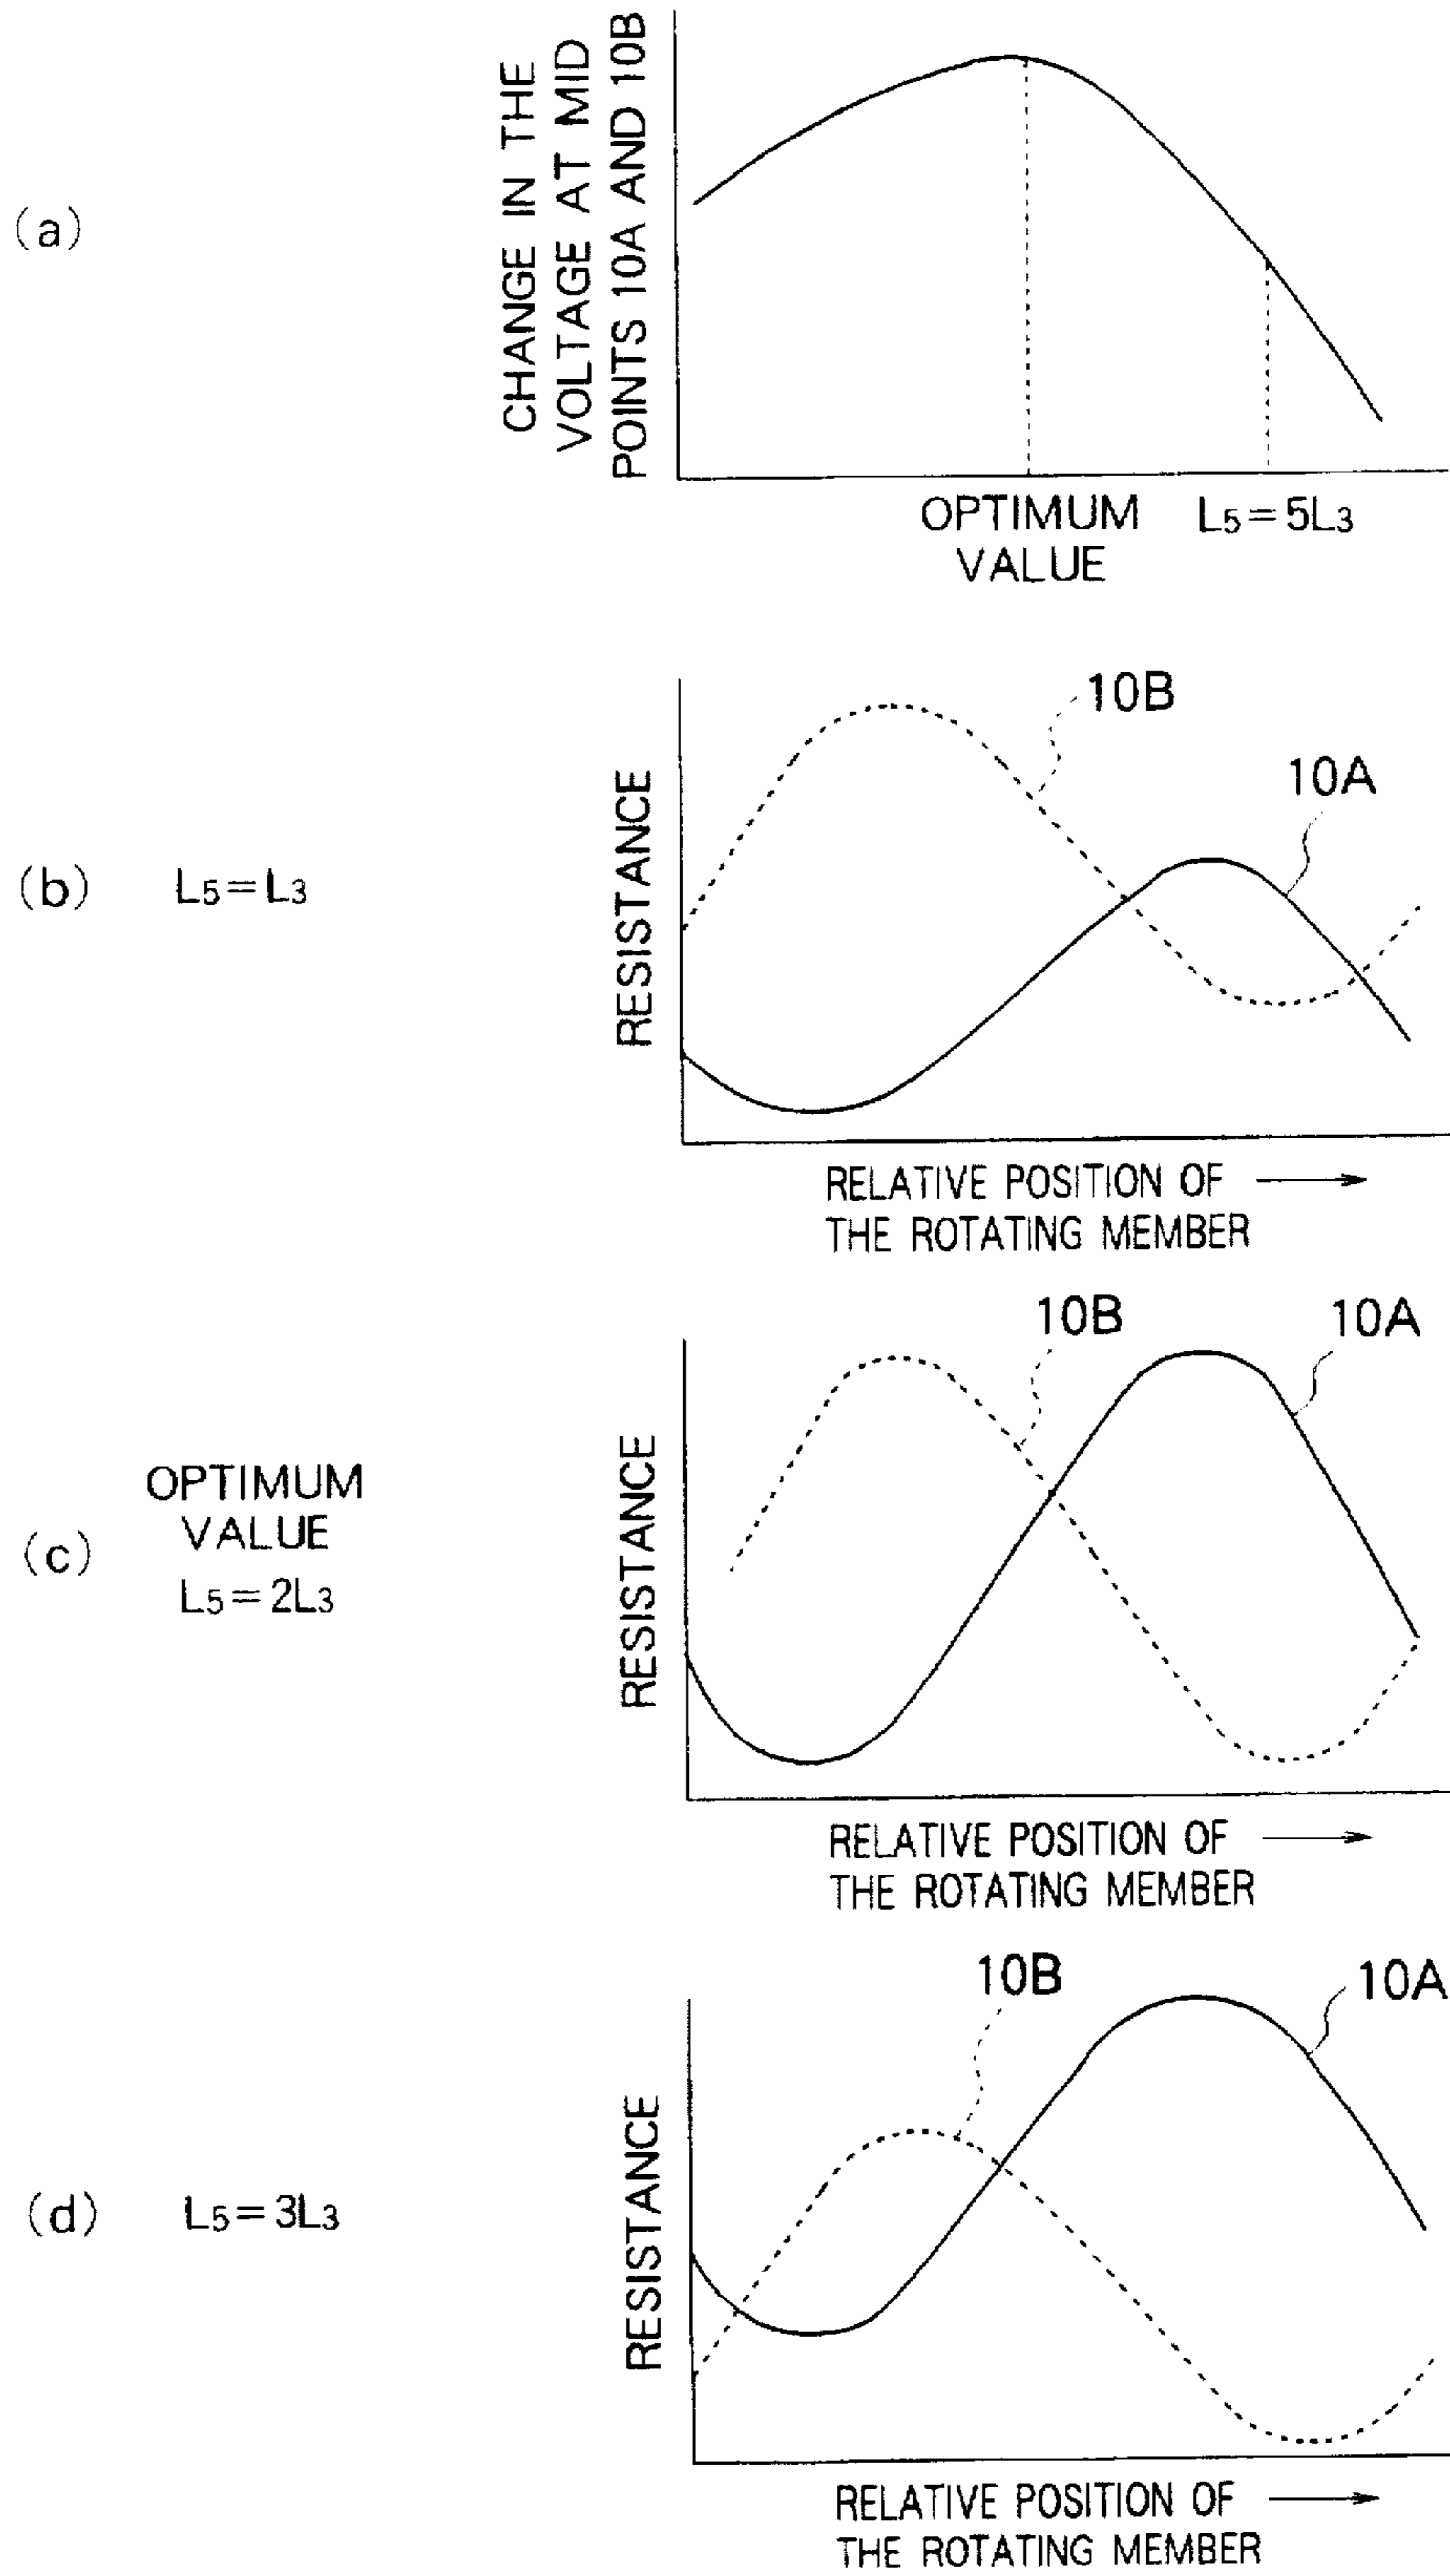 (a)
CHANGE IN THE
VOLTAGE AT MID
POINTS 10A AND 10B
OPTIMUM
VALUE
L5=5L3
(b) L5=L3
RESISTANCE
10B
10A
RELATIVE POSITION OF
THE ROTATING MEMBER
(c)
OPTIMUM
VALUE
L5=2L3
RESISTANCE
10B
10A
RELATIVE POSITION OF
THE ROTATING MEMBER
(d) L5=3L3
RESISTANCE
10B
10A
RELATIVE POSITION OF
THE ROTATING MEMBER